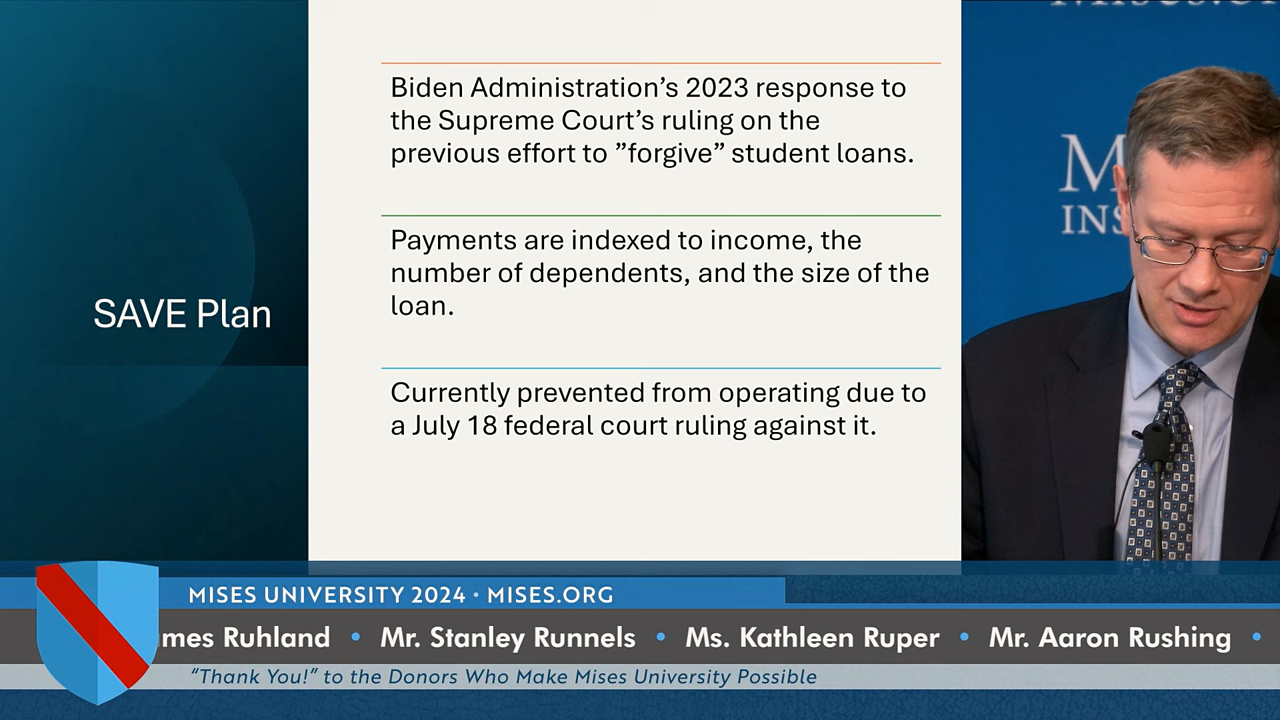 Mises.or
SAVE Plan
Biden Administration’s 2023 response to
the Supreme Court’s ruling on the
previous effort to ”forgive” student loans.
Payments are indexed to income, the
number of dependents, and the size of the
loan.
Currently prevented from operating due to
a July 18 federal court ruling against it.
M
INS
MISES UNIVERSITY 2024 • MISES.ORG
mes Ruhland • Mr. Stanley Runnels • Ms. Kathleen Ruper • Mr. Aaron Rushing •
“Thank You!” to the Donors Who Make Mises University Possible